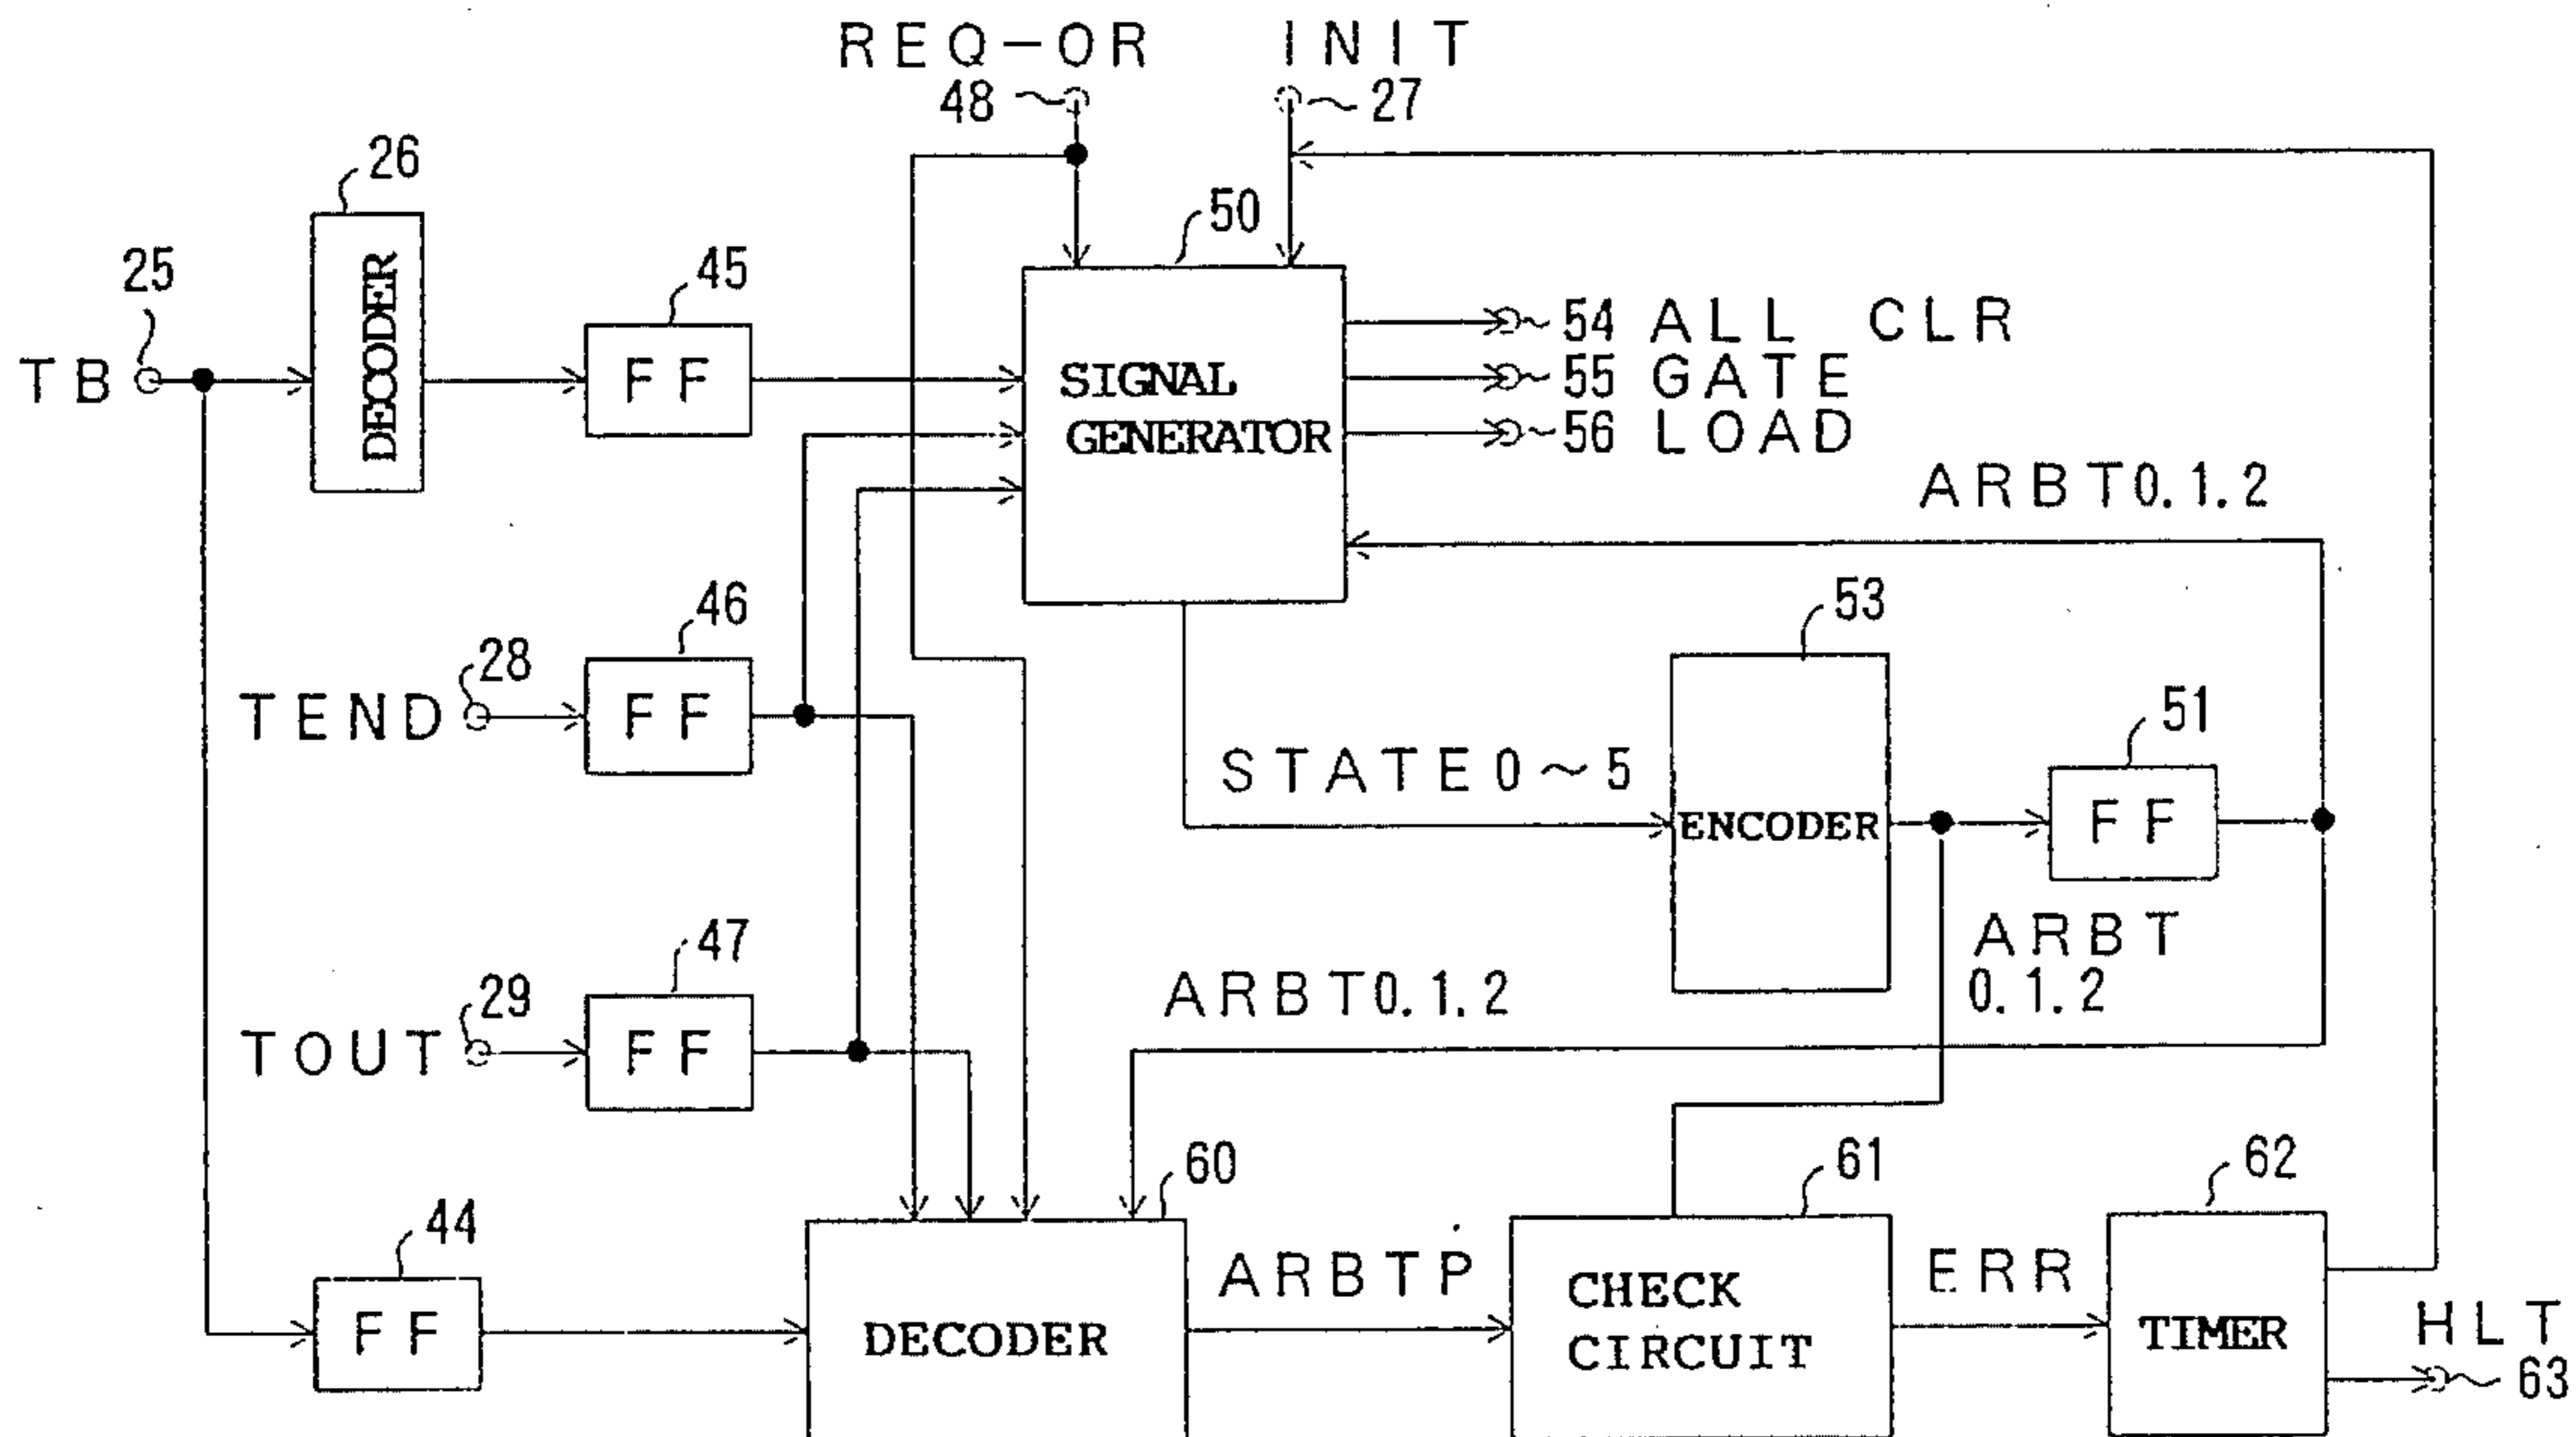 REQ-OR INIT
48 27
26
50
25
45
TB
DECODER
FF
SIGNAL
GENERATOR
54 ALL CLR
55 GATE
56 LOAD
ARBT0.1.2
46
53
28
TEND
FF
51
STATE0~5
ENCODER
FF
47
ARBT
0.1.2
29
ARBT0.1.2
TOUT
FF
60
61
62
44
ARBTP
ERR
FF
DECODER
CHECK
CIRCUIT
TIMER
HLT
63